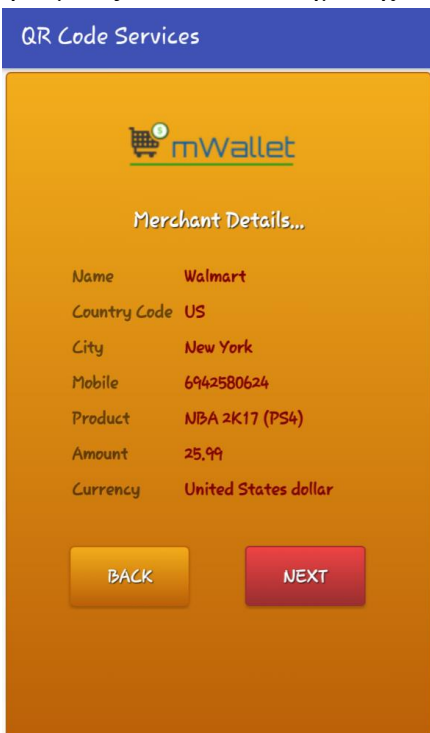 QR Code Services
$
mWallet
Merchant Details...
Name Walmart
Country Code US
City New York
Mobile 6942580624
Product NBA 2K17 (PS4)
Amount 25.99
Currency United States dollar
BACK NEXT